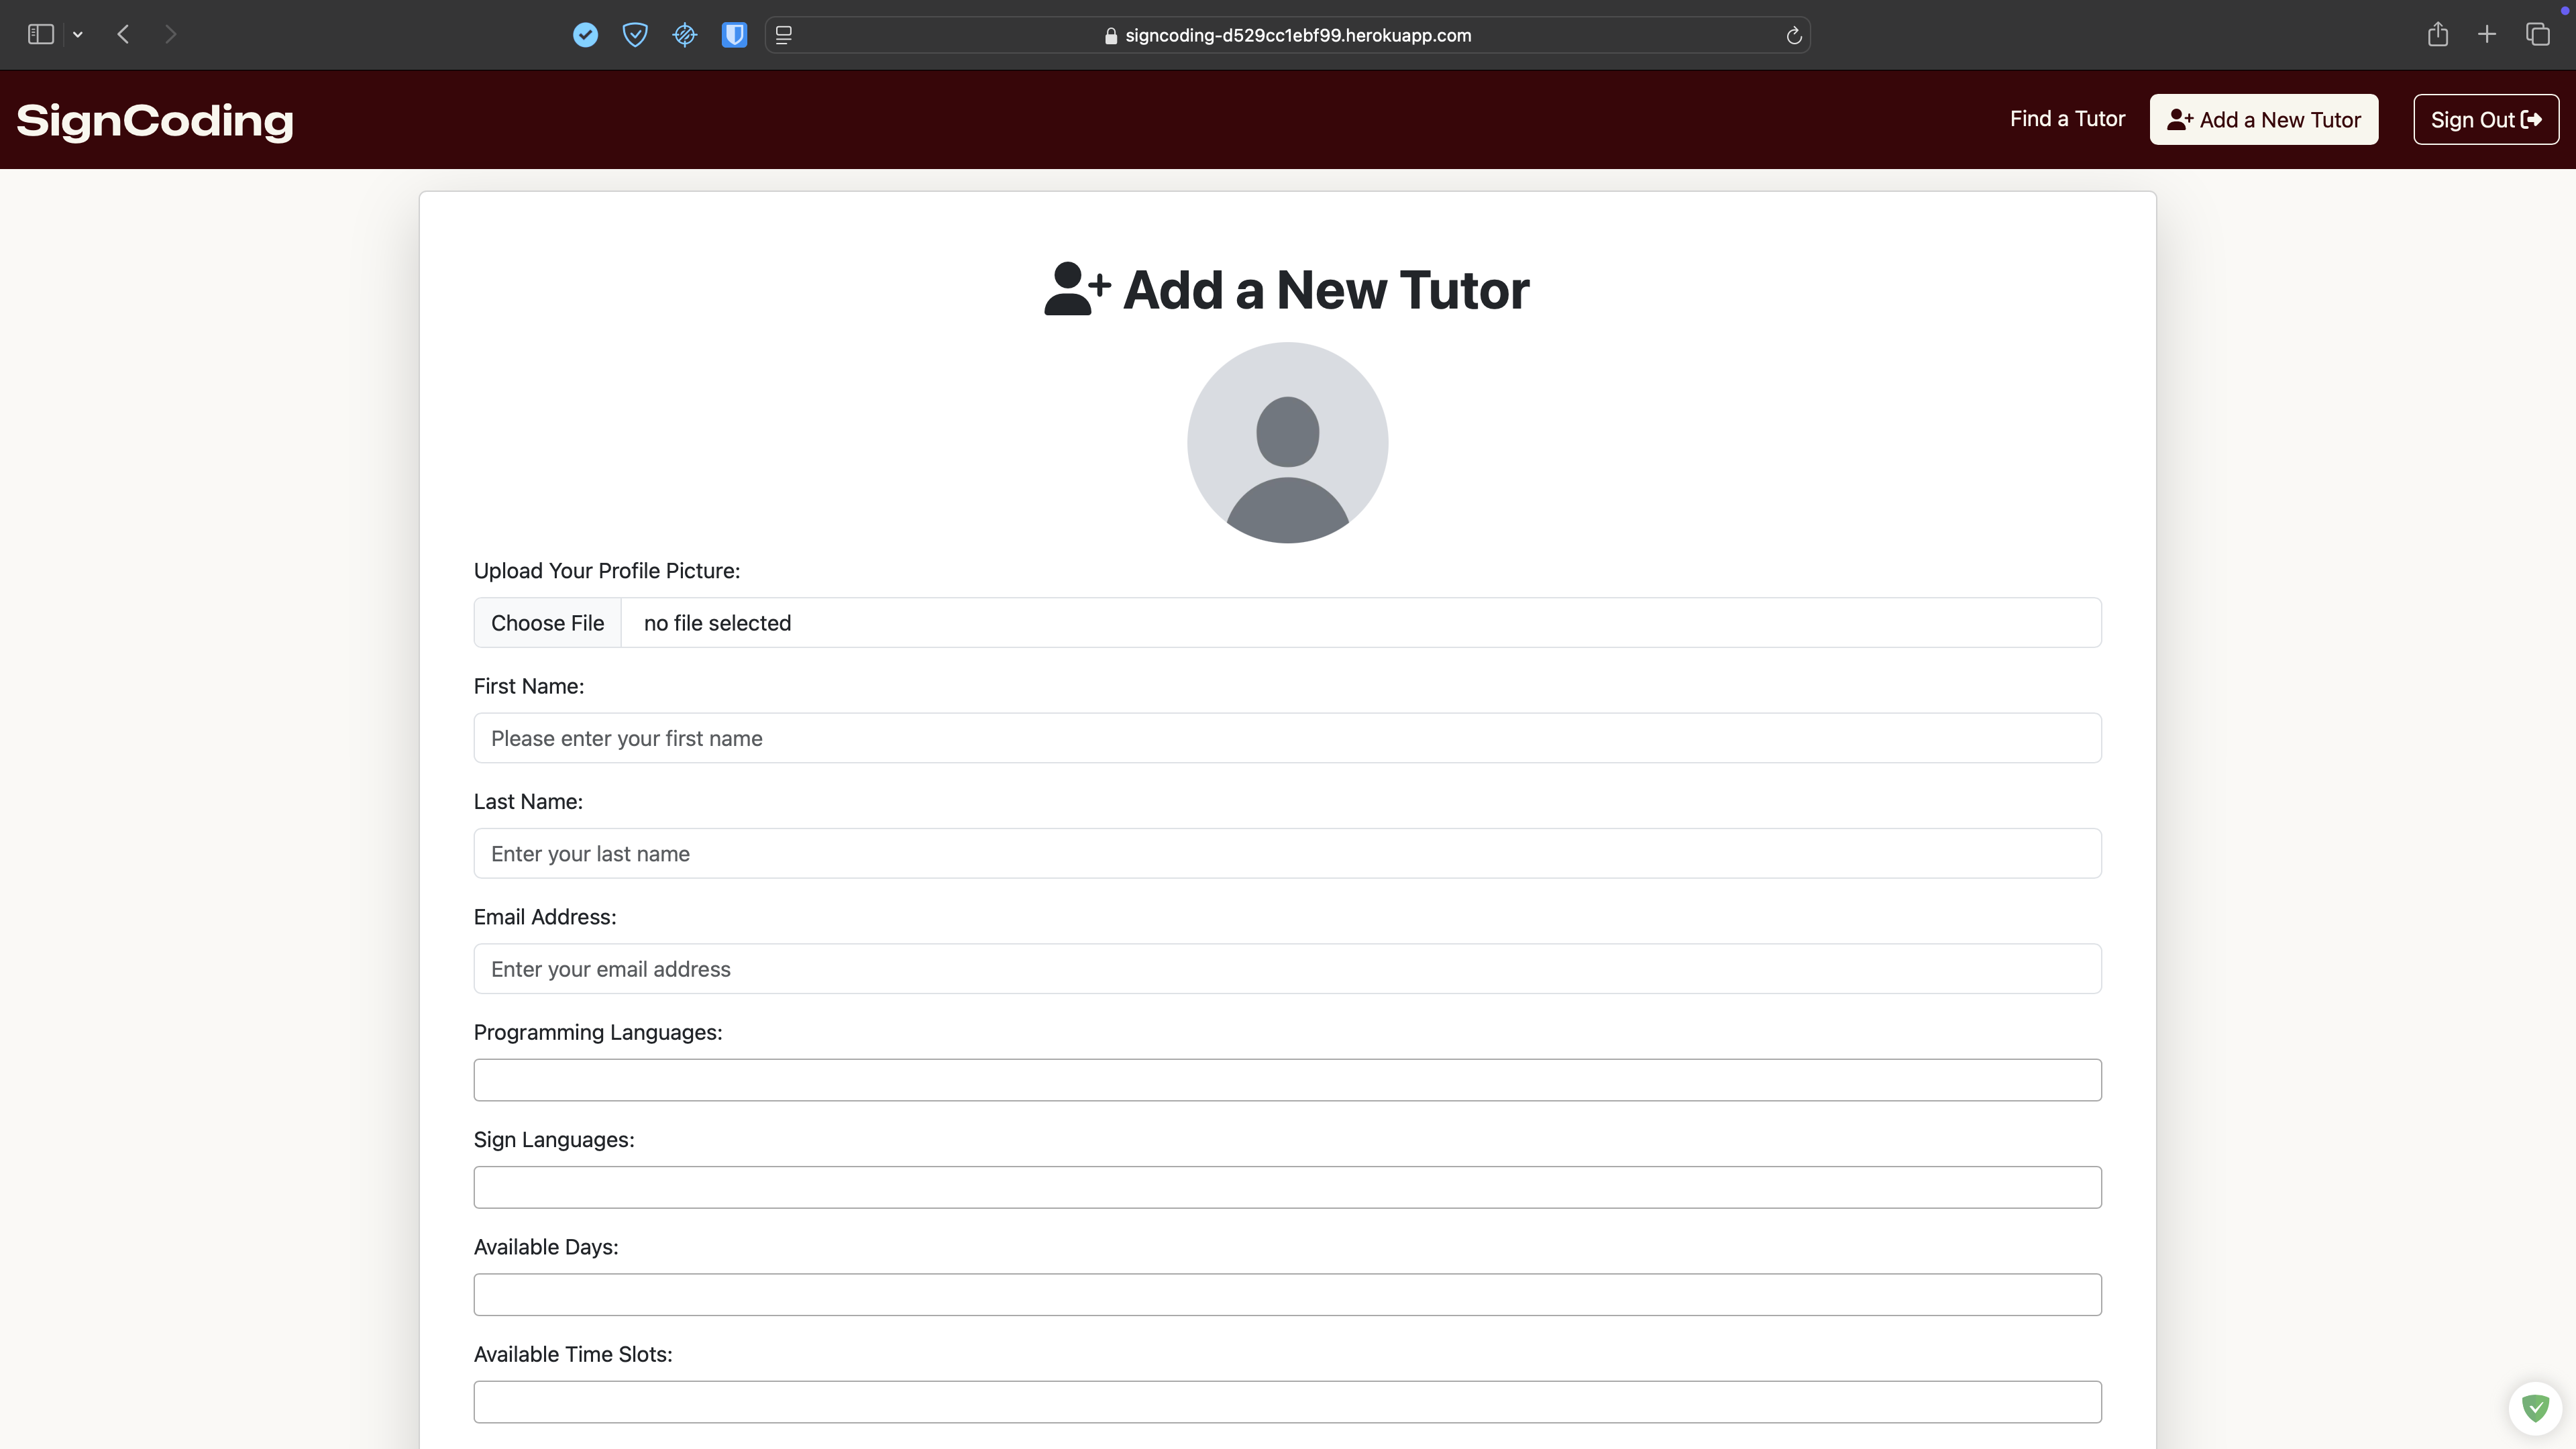 signcoding-d529cc1ebf99.herokuapp.com
SignCoding
Find a Tutor
Add a New Tutor
Sign Out
Add a New Tutor
Upload Your Profile Picture:
Choose File no file selected
First Name:
Please enter your first name
Last Name:
Enter your last name
Email Address:
Enter your email address
Programming Languages:
Sign Languages:
Available Days:
Available Time Slots: